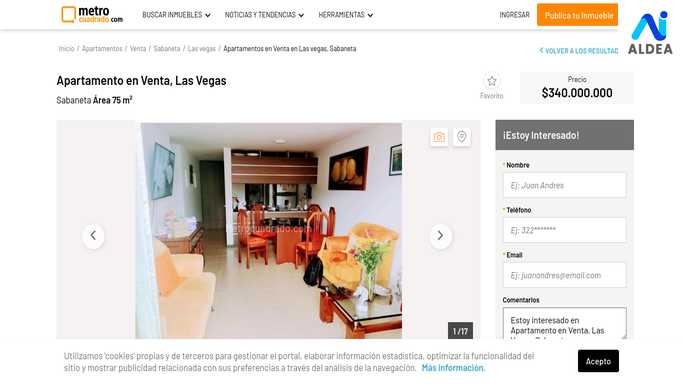 metro
cuadrado.com
BUSCAR INMUEBLES
NOTICIAS Y TENDENCIAS
HERRAMIENTAS
INGRESAR
Publica tu Inmueble
ALDEA
Inicio / Apartamentos / Venta / Sabaneta / Las vegas / Apartamentos en Venta en Las vegas, Sabaneta
VOLVER A LOS RESULTAD
Apartamento en Venta, Las Vegas
Sabaneta Área 75 m²
Favorito
Precio
$340.000.000
metrocuadrado.com
1 / 17
¡Estoy Interesado!
* Nombre
Ej: Juan Andres
* Teléfono
Ej: 322*******
* Email
Ej: juanandres@email.com
Comentarios
Estoy interesado en
Apartamento en Venta, Las
Utilizamos 'cookies' propias y de terceros para gestionar el portal, elaborar información estadística, optimizar la funcionalidad del
sitio y mostrar publicidad relacionada con sus preferencias a través del análisis de la navegación. Más información.
Acepto